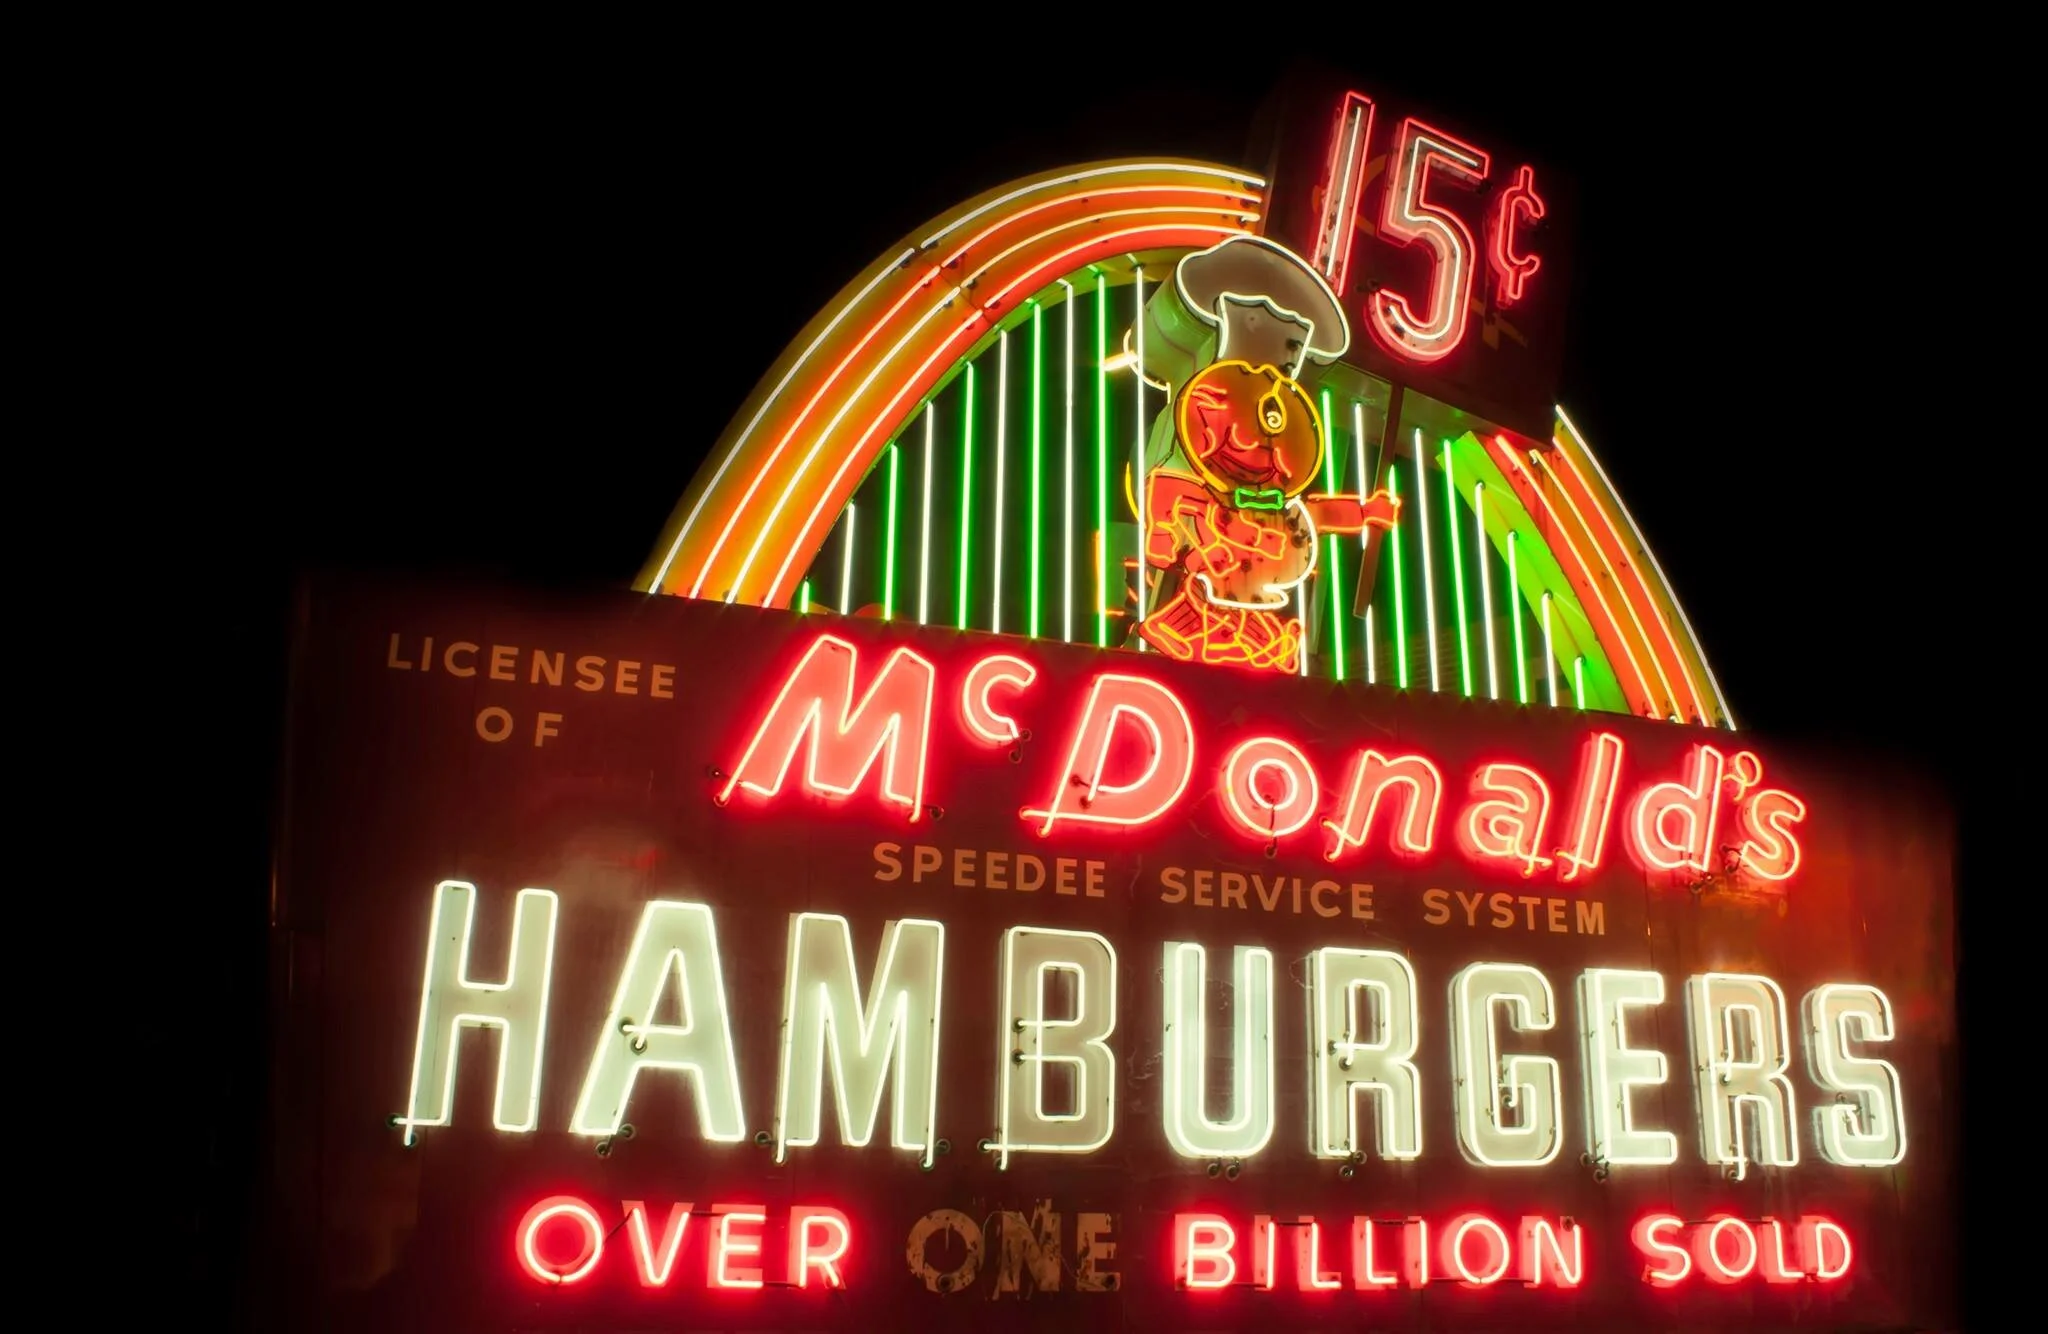 15¢
LICENSEE
OF
McDonald's
SPEEDEE SERVICE SYSTEM
HAMBURGERS
OVER ONE BILLION SOLD